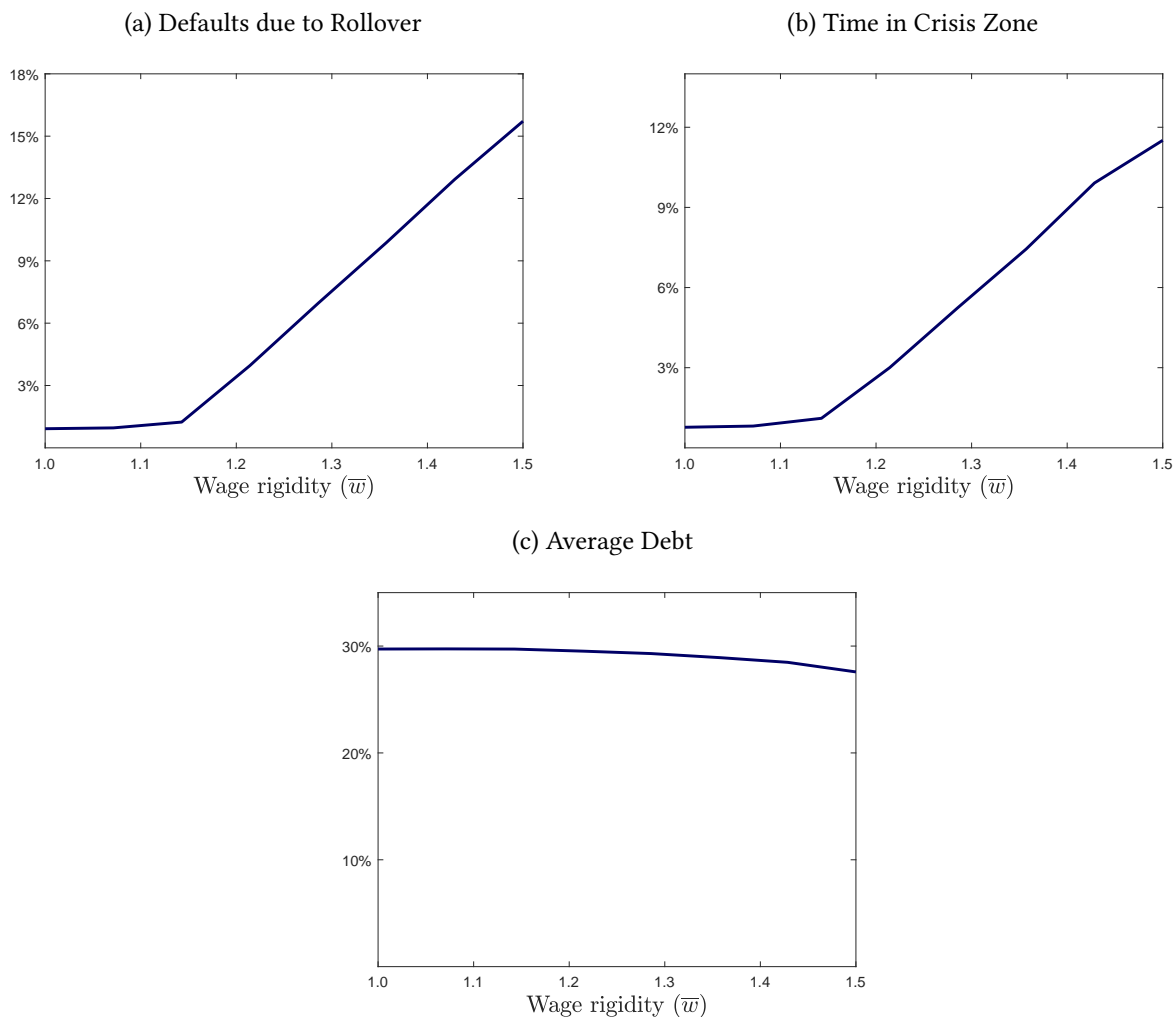 (a) Defaults due to Rollover
18%
15%
12%
9%
6%
3%
1.0 1.1 1.2 1.3 1.4 1.5
Wage rigidity (w̅)
(b) Time in Crisis Zone
12%
9%
6%
3%
1.0 1.1 1.2 1.3 1.4 1.5
Wage rigidity (w̅)
(c) Average Debt
30%
20%
10%
1.0 1.1 1.2 1.3 1.4 1.5
Wage rigidity (w̅)